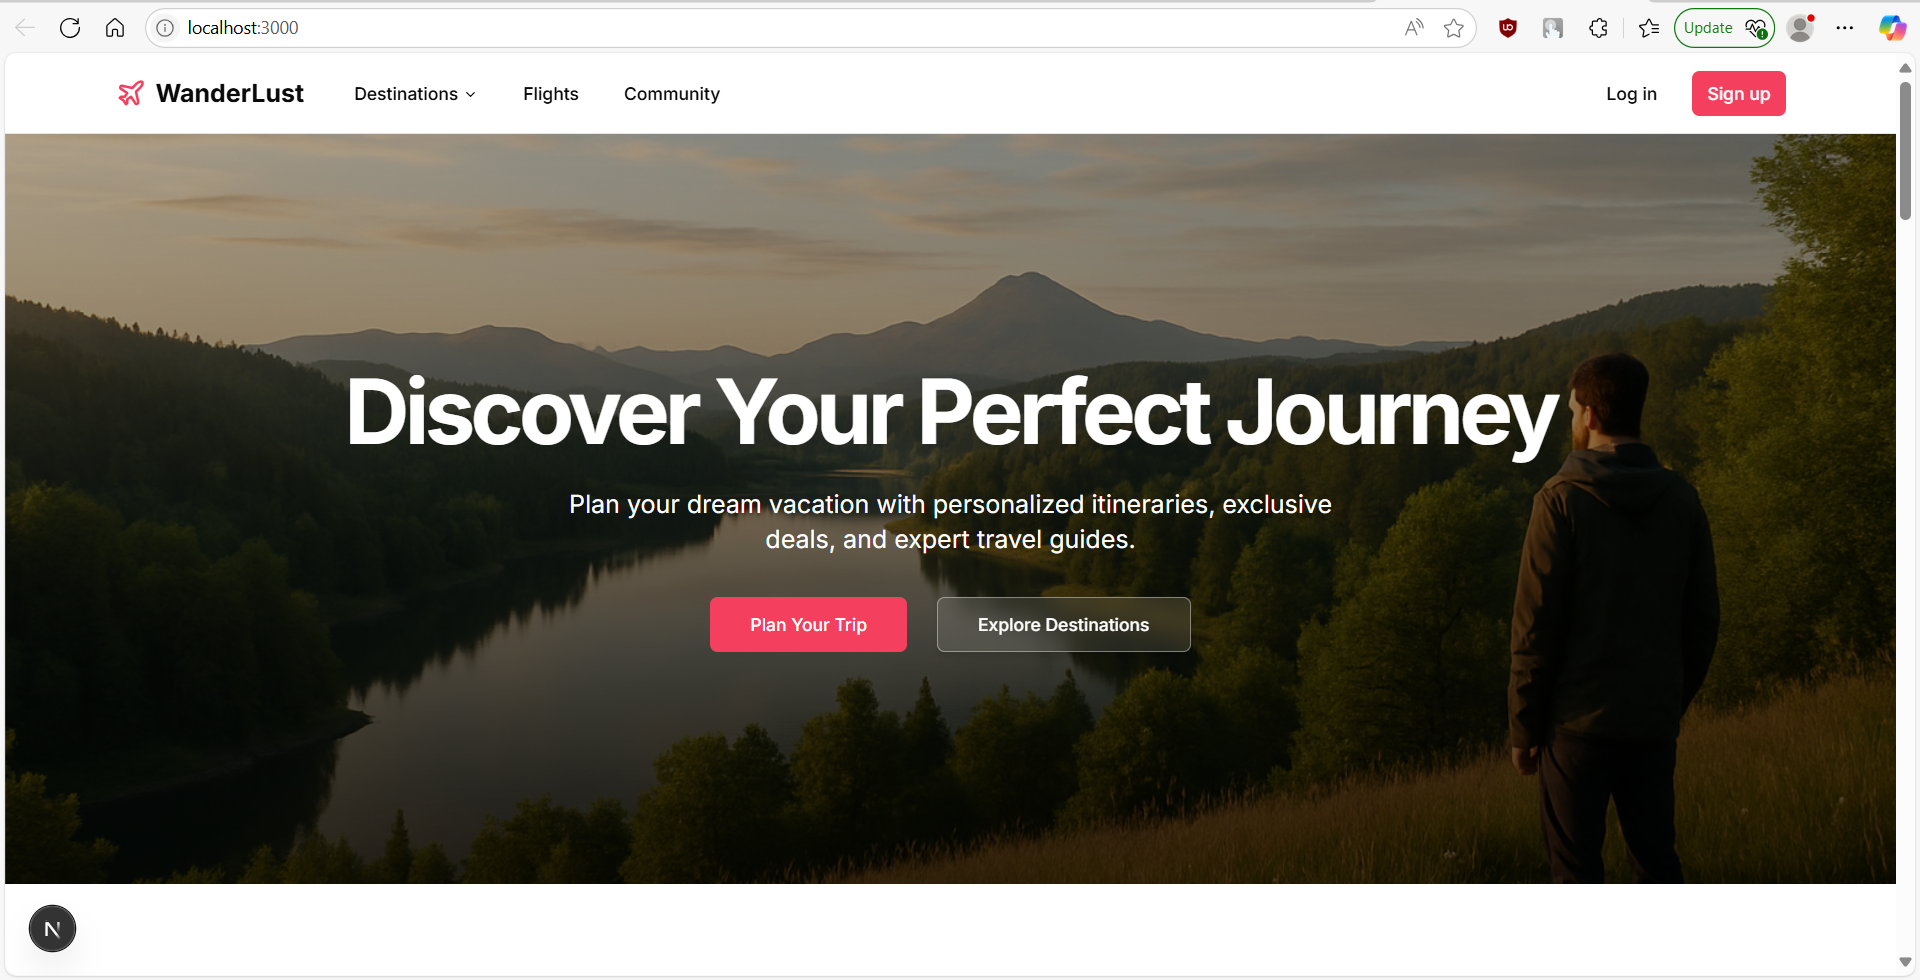 localhost:3000
Update
WanderLust
Destinations
Flights
Community
Log in
Sign up
Discover Your Perfect Journey
Plan your dream vacation with personalized itineraries, exclusive
deals, and expert travel guides.
Plan Your Trip
Explore Destinations
N